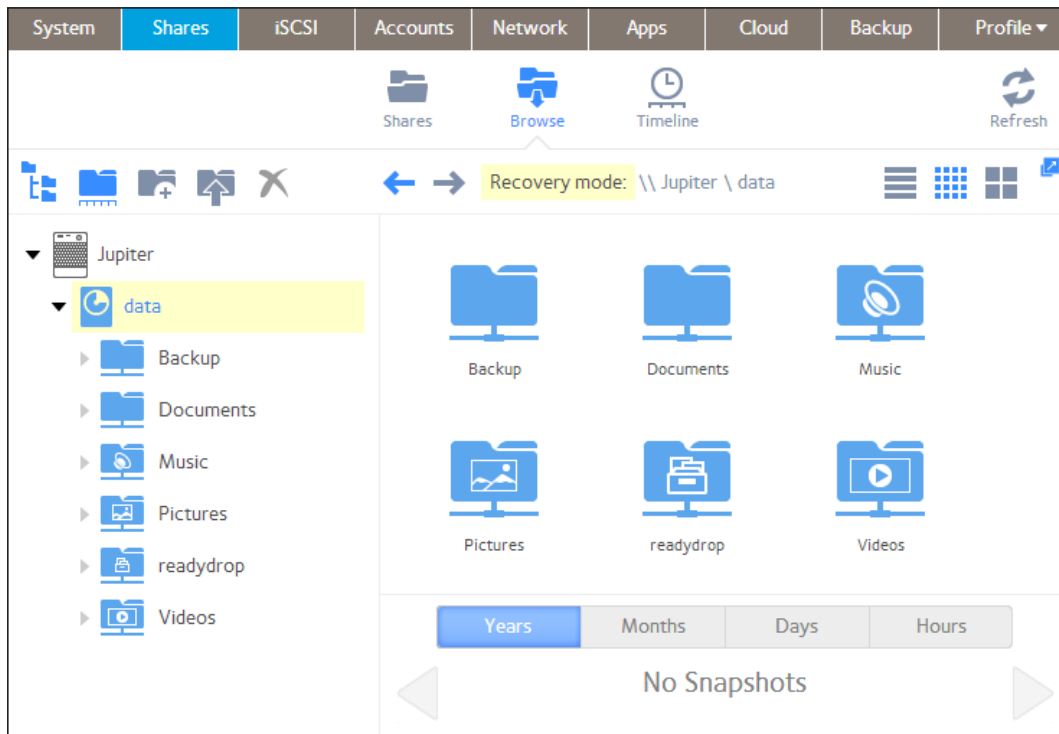 System Shares iSCSI Accounts Network Apps Cloud Backup Profile
Shares Browse Timeline Refresh
Recovery mode: \\ Jupiter \ data
Jupiter
data
Backup
Documents
Music
Pictures
readydrop
Videos
Backup Documents Music
Pictures readydrop Videos
Years Months Days Hours
No Snapshots